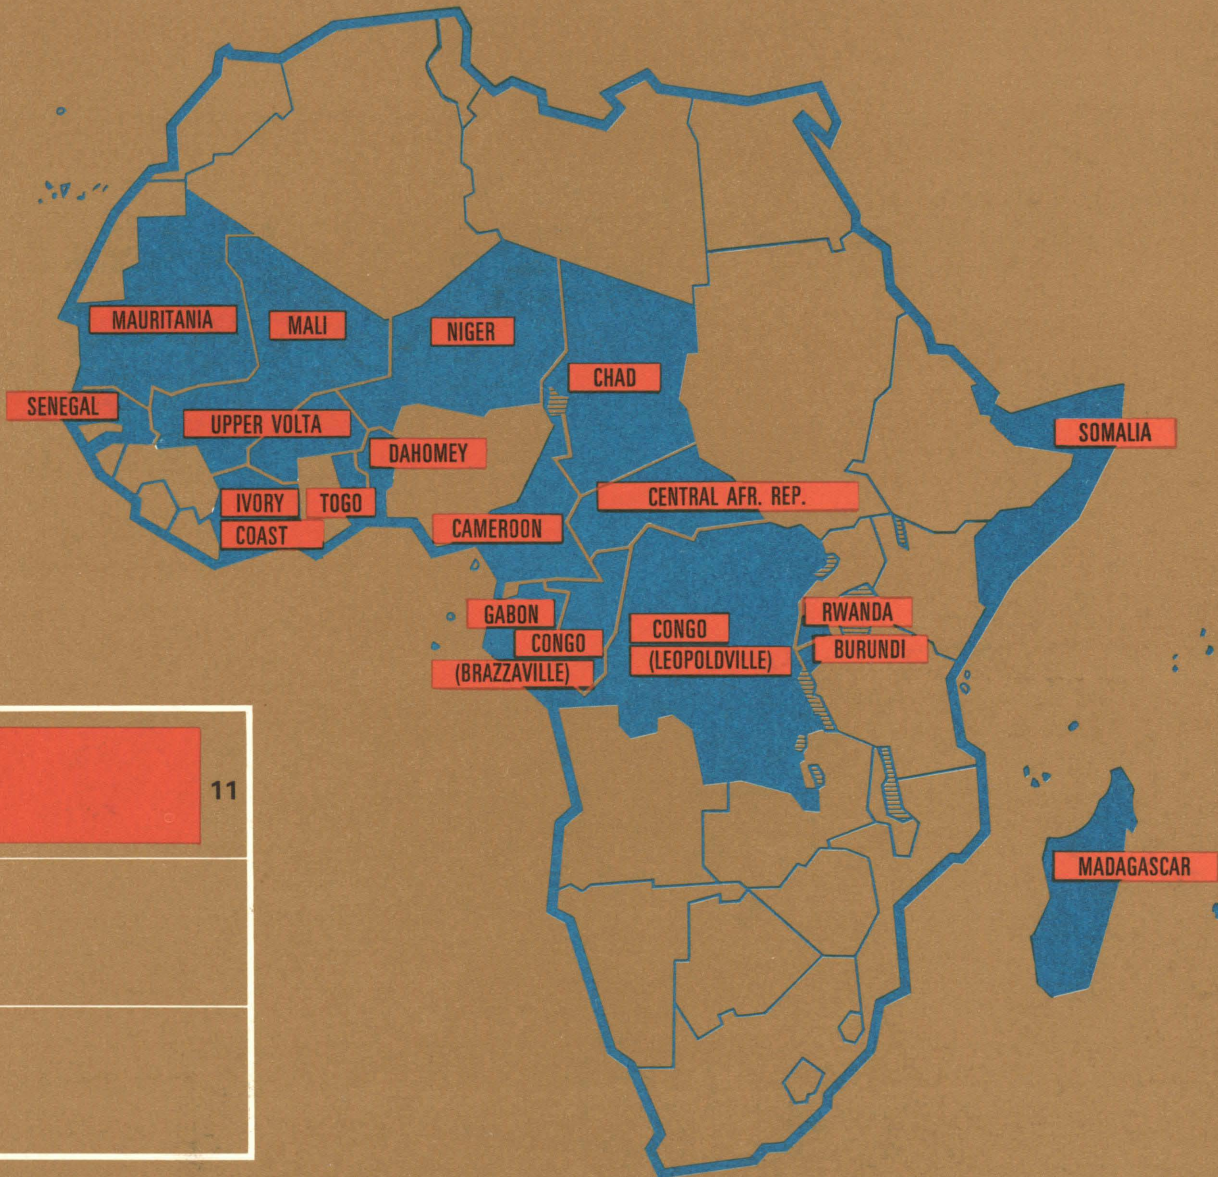 MAURITANIA
MALI
NIGER
CHAD
SENEGAL
UPPER VOLTA
DAHOMEY
SOMALIA
IVORY
COAST
TOGO
CENTRAL AFR. REP.
CAMEROON
GABON
CONGO
(BRAZZAVILLE)
CONGO
(LEOPOLDVILLE)
RWANDA
BURUNDI
11
MADAGASCAR